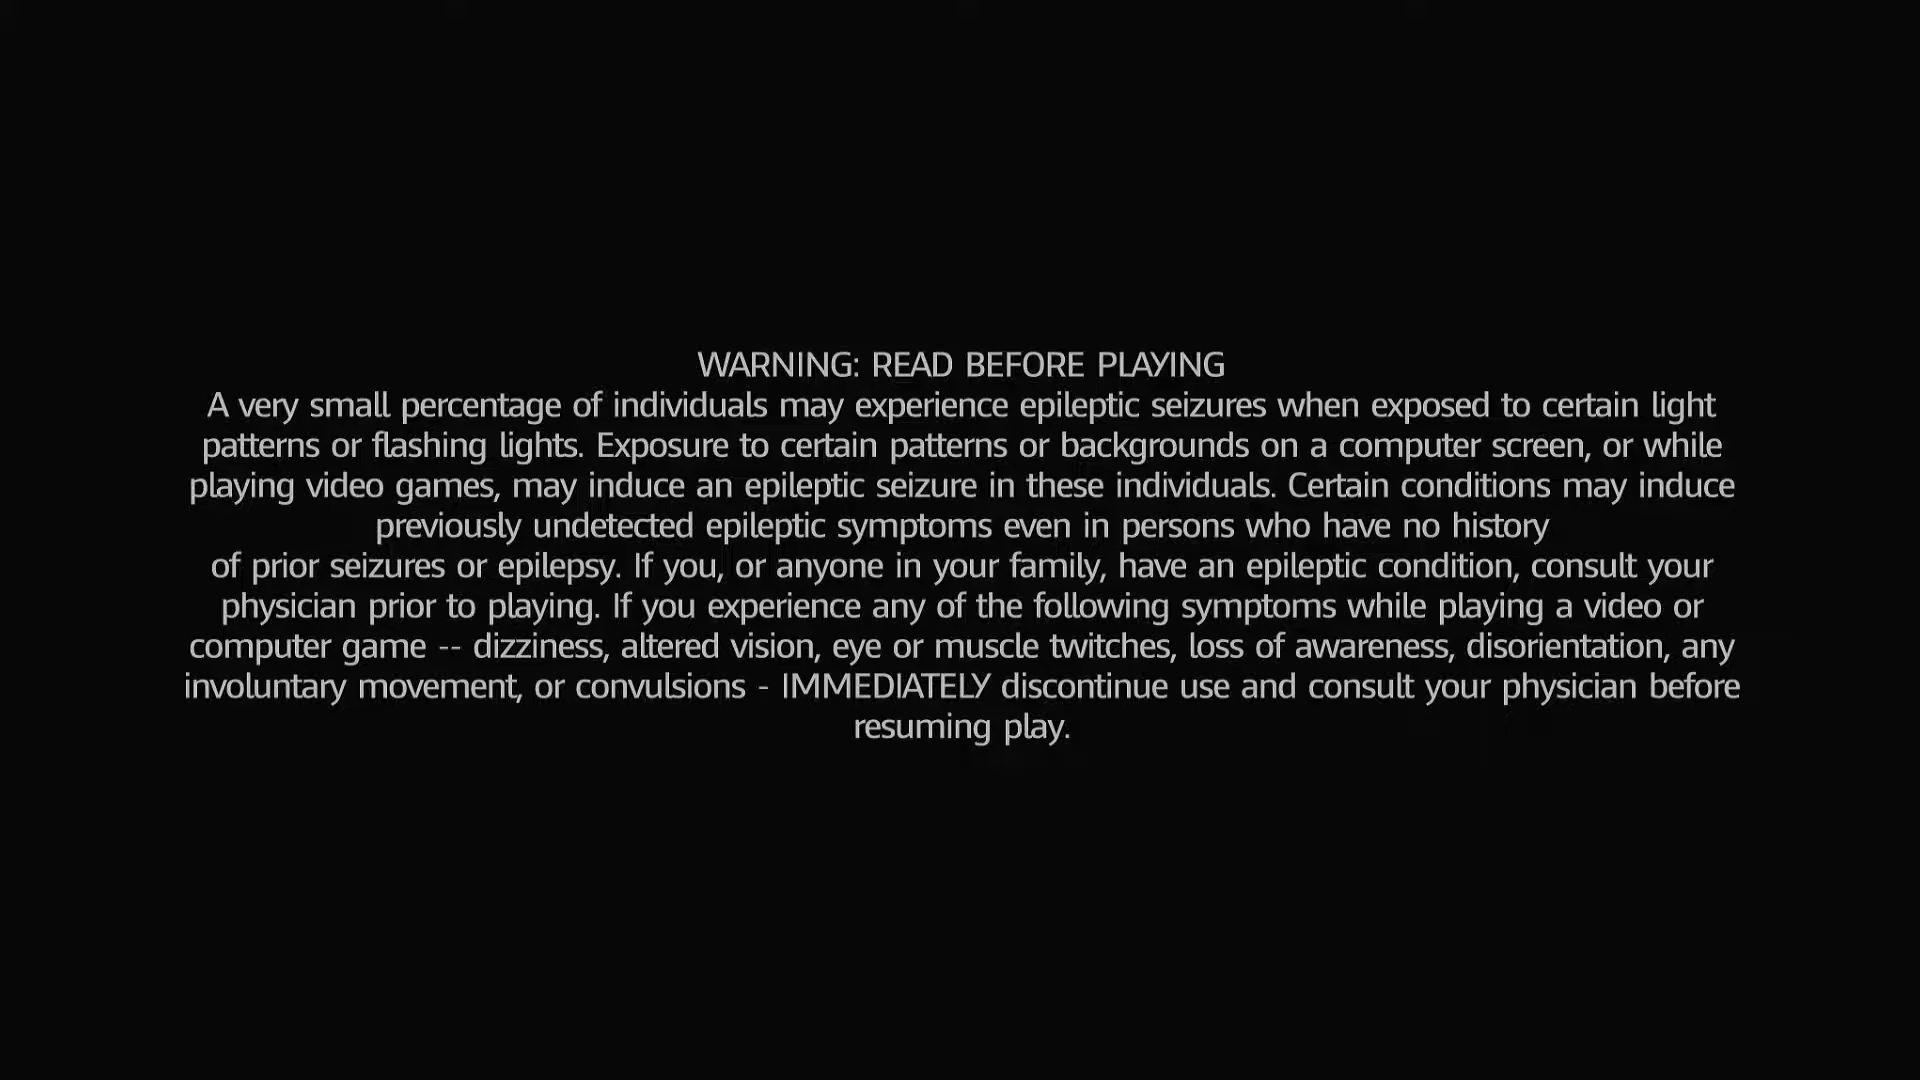 WARNING: READ BEFORE PLAYING
A very small percentage of individuals may experience epileptic seizures when exposed to certain light
patterns or flashing lights. Exposure to certain patterns or backgrounds on a computer screen, or while
playing video games, may induce an epileptic seizure in these individuals. Certain conditions may induce
previously undetected epileptic symptoms even in persons who have no history
of prior seizures or epilepsy. If you, or anyone in your family, have an epileptic condition, consult your
physician prior to playing. If you experience any of the following symptoms while playing a video or
computer game -- dizziness, altered vision, eye or muscle twitches, loss of awareness, disorientation, any
involuntary movement, or convulsions - IMMEDIATELY discontinue use and consult your physician before
resuming play.